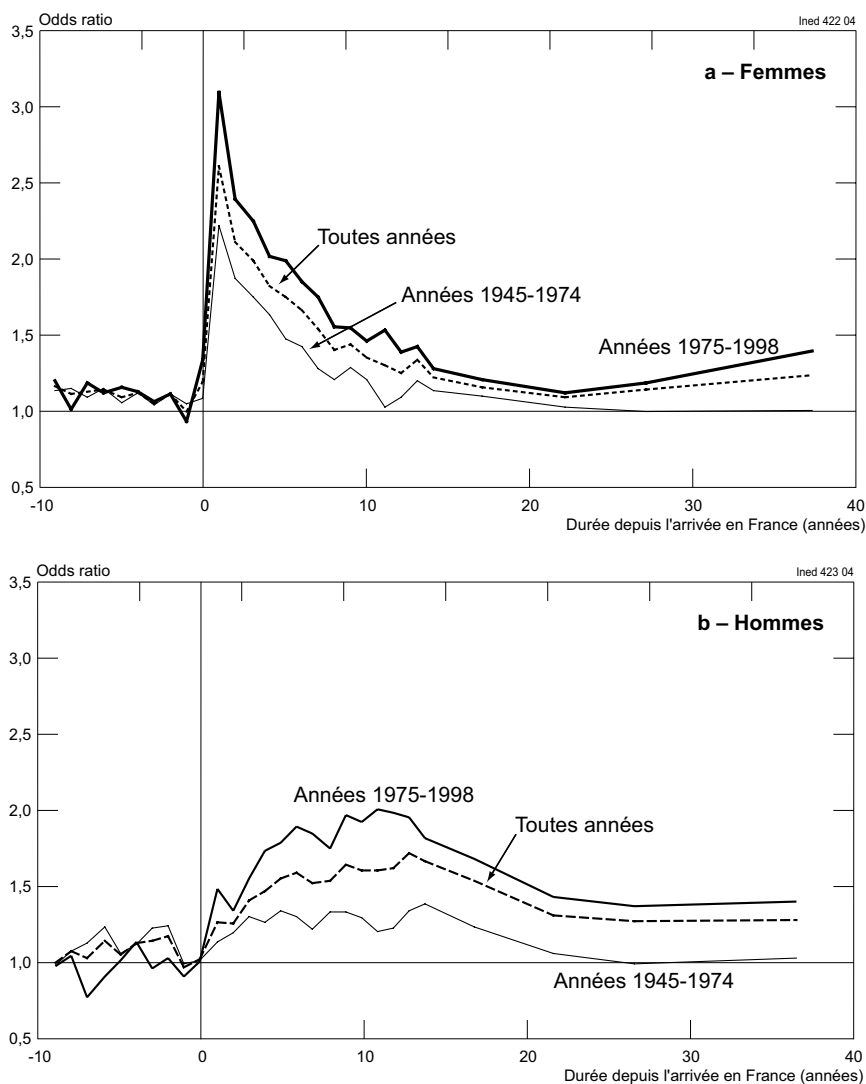 Odds ratio
Ined 422 04
3,5
a – Femmes
3,0
2,5
Toutes années
2,0
Années 1945-1974
1,5
Années 1975-1998
1,0
0,5
-10 0 10 20 30 40
Durée depuis l'arrivée en France (années)
Odds ratio
Ined 423 04
3,5
b – Hommes
3,0
2,5
Années 1975-1998
2,0
Toutes années
1,5
1,0
Années 1945-1974
0,5
-10 0 10 20 30 40
Durée depuis l'arrivée en France (années)